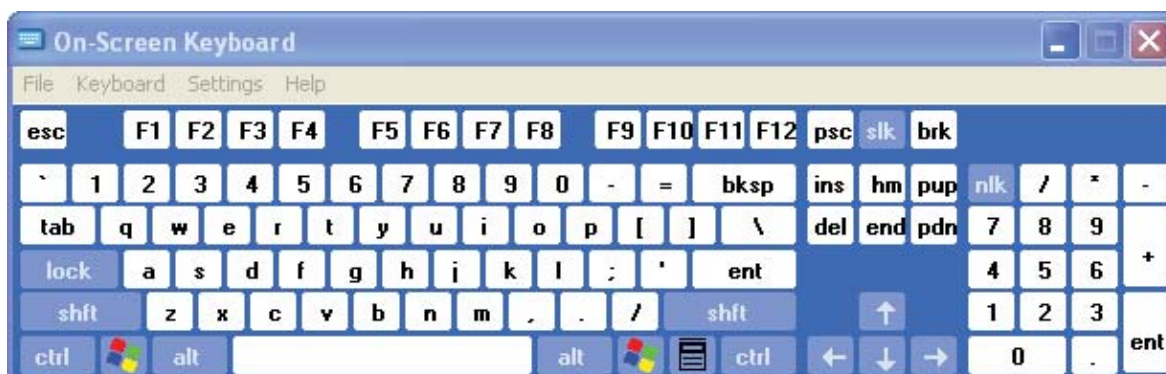 On-Screen Keyboard
File Keyboard Settings Help
esc F1 F2 F3 F4 F5 F6 F7 F8 F9 F10 F11 F12 psc slk brk
` 1 2 3 4 5 6 7 8 9 0 - = bksp ins hm pup nlk / * -
tab q w e r t y u i o p [ ] \ del end pdn 7 8 9
lock a s d f g h j k l ; ' ent 4 5 6 +
shft z x c v b n m , . / shft ↑ 1 2 3
ctrl alt alt ctrl ← ↓ → 0 . ent